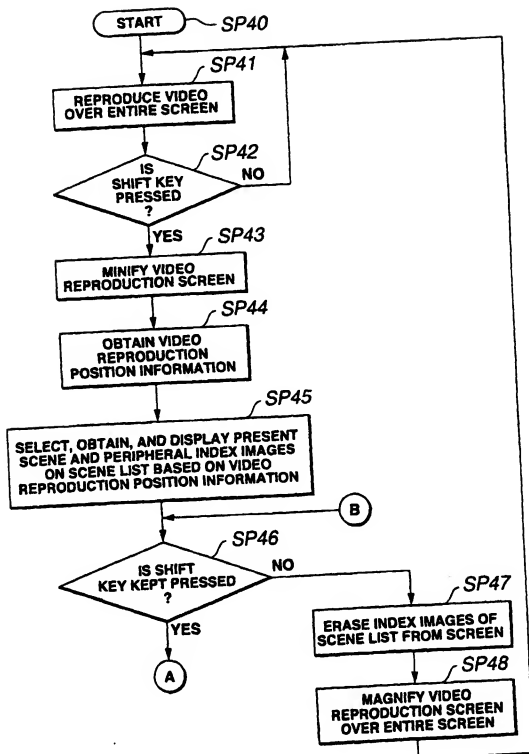 START
SP40
SP41
REPRODUCE VIDEO
OVER ENTIRE SCREEN
SP42
IS
SHIFT KEY
PRESSED
?
NO
YES
SP43
MINIFY VIDEO
REPRODUCTION SCREEN
SP44
OBTAIN VIDEO
REPRODUCTION
POSITION INFORMATION
SP45
SELECT, OBTAIN, AND DISPLAY PRESENT
SCENE AND PERIPHERAL INDEX IMAGES
ON SCENE LIST BASED ON VIDEO
REPRODUCTION POSITION INFORMATION
B
SP46
IS SHIFT
KEY KEPT PRESSED
?
NO
YES
A
SP47
ERASE INDEX IMAGES OF
SCENE LIST FROM SCREEN
SP48
MAGNIFY VIDEO
REPRODUCTION SCREEN
OVER ENTIRE SCREEN